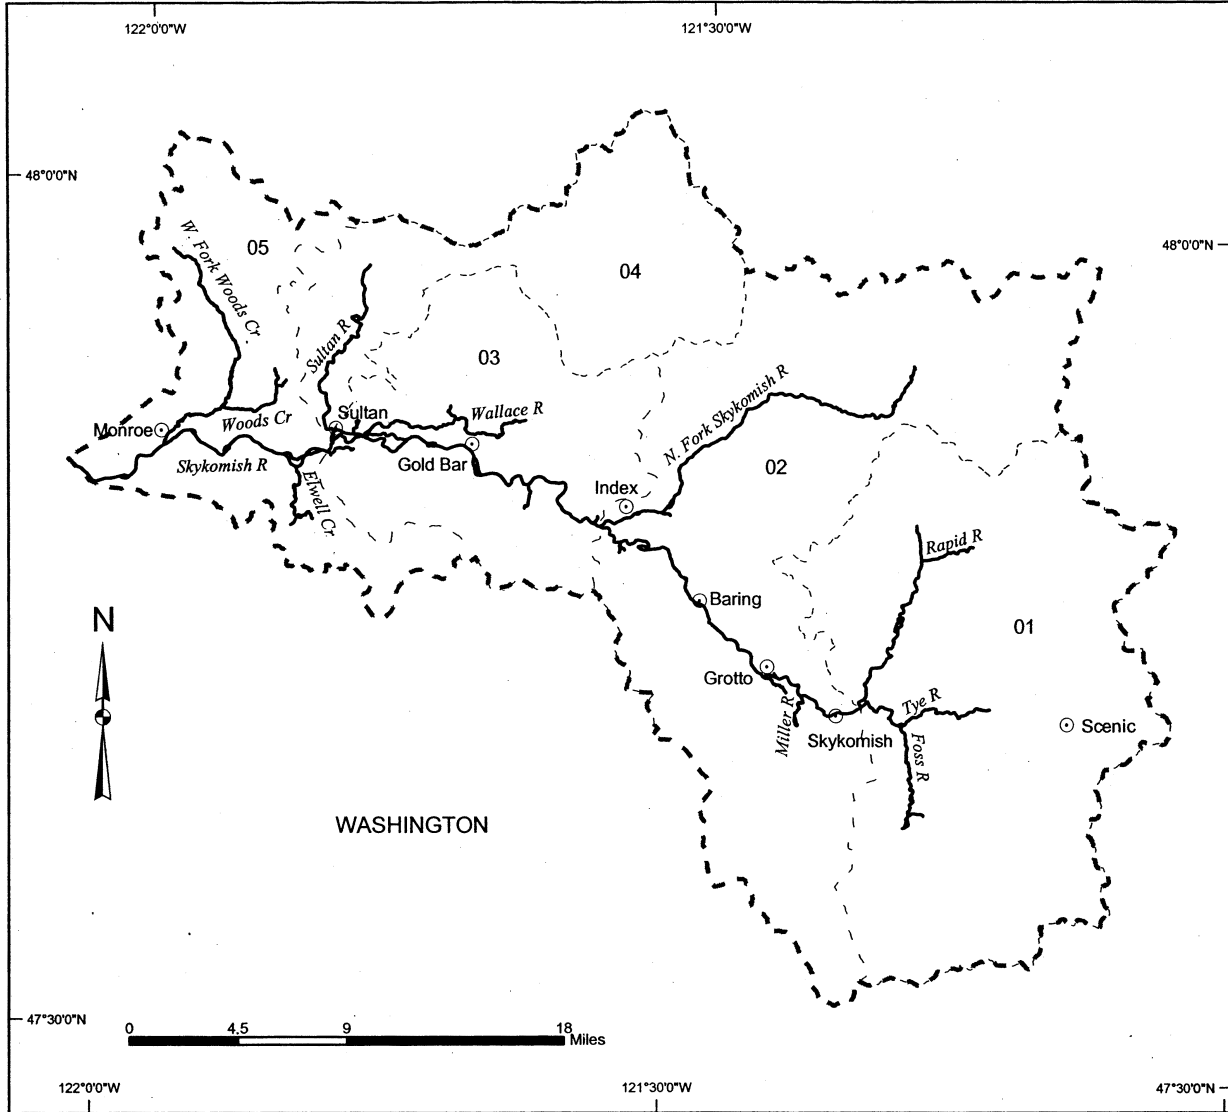 122°0'0"W
121°30'0"W
48°0'0"N
48°0'0"N
05
04
03
02
01
W. Fork Woods Cr
Sultan R
Sultan
Wallace R
N. Fork Skykomish R
Monroe
Woods Cr
Skykomish R
Elwell Cr
Gold Bar
Index
Rapid R
Baring
Grotto
Miller R
Skykomish
Tye R
Foss R
Scenic
N
WASHINGTON
0 4.5 9 18
Miles
47°30'0"N
122°0'0"W
121°30'0"W
47°30'0"N